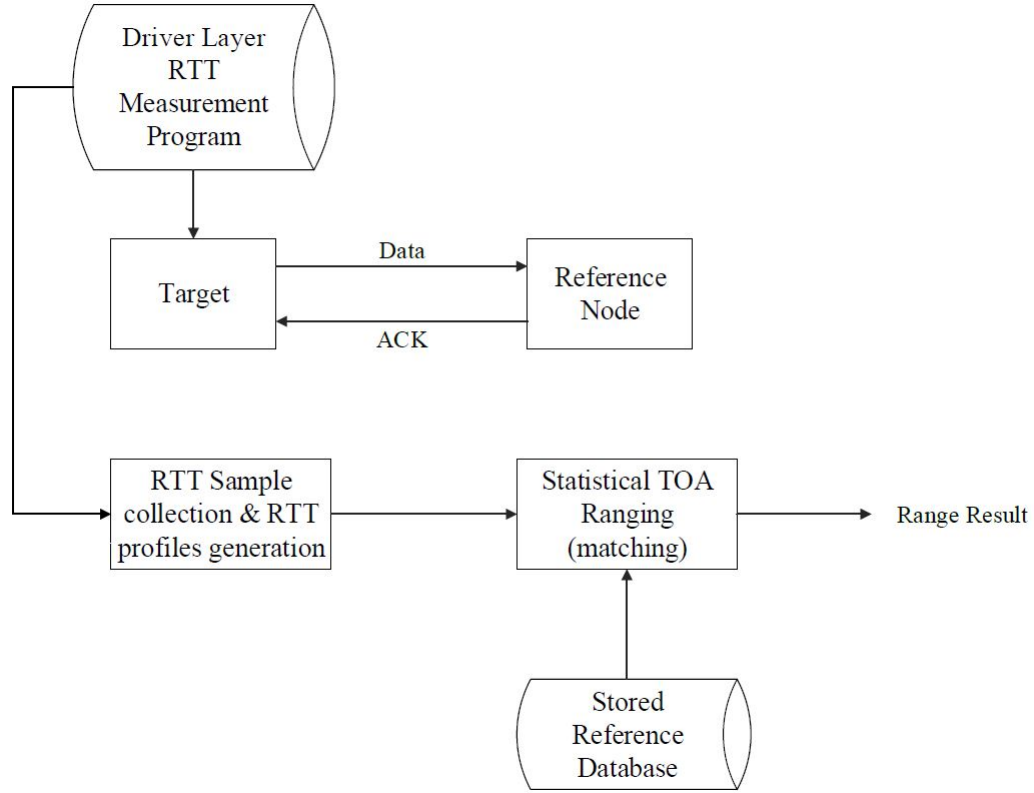 Driver Layer
RTT
Measurement
Program
Data
Target
Reference
Node
ACK
RTT Sample
collection & RTT
profiles generation
Statistical TOA
Ranging
(matching)
Range Result
Stored
Reference
Database